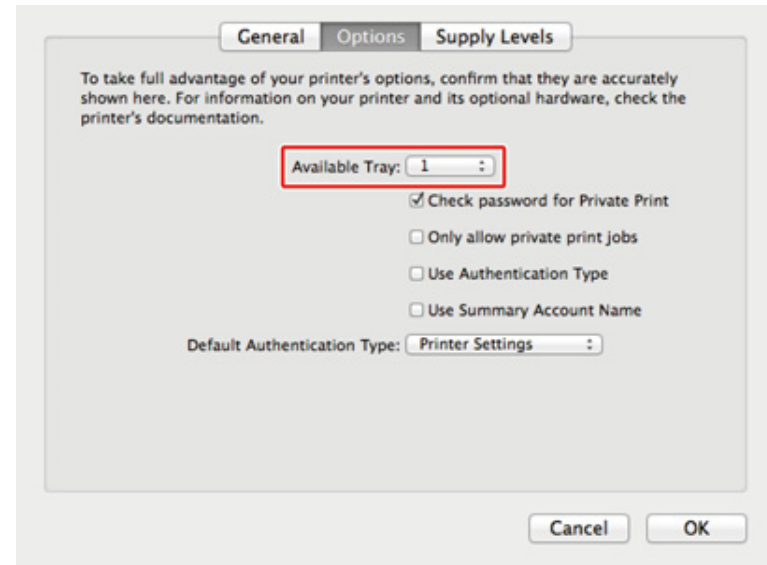 General Options Supply Levels
To take full advantage of your printer's options, confirm that they are accurately
shown here. For information on your printer and its optional hardware, check the
printer's documentation.
Available Tray: 1
Check password for Private Print
Only allow private print jobs
Use Authentication Type
Use Summary Account Name
Default Authentication Type: Printer Settings
Cancel OK